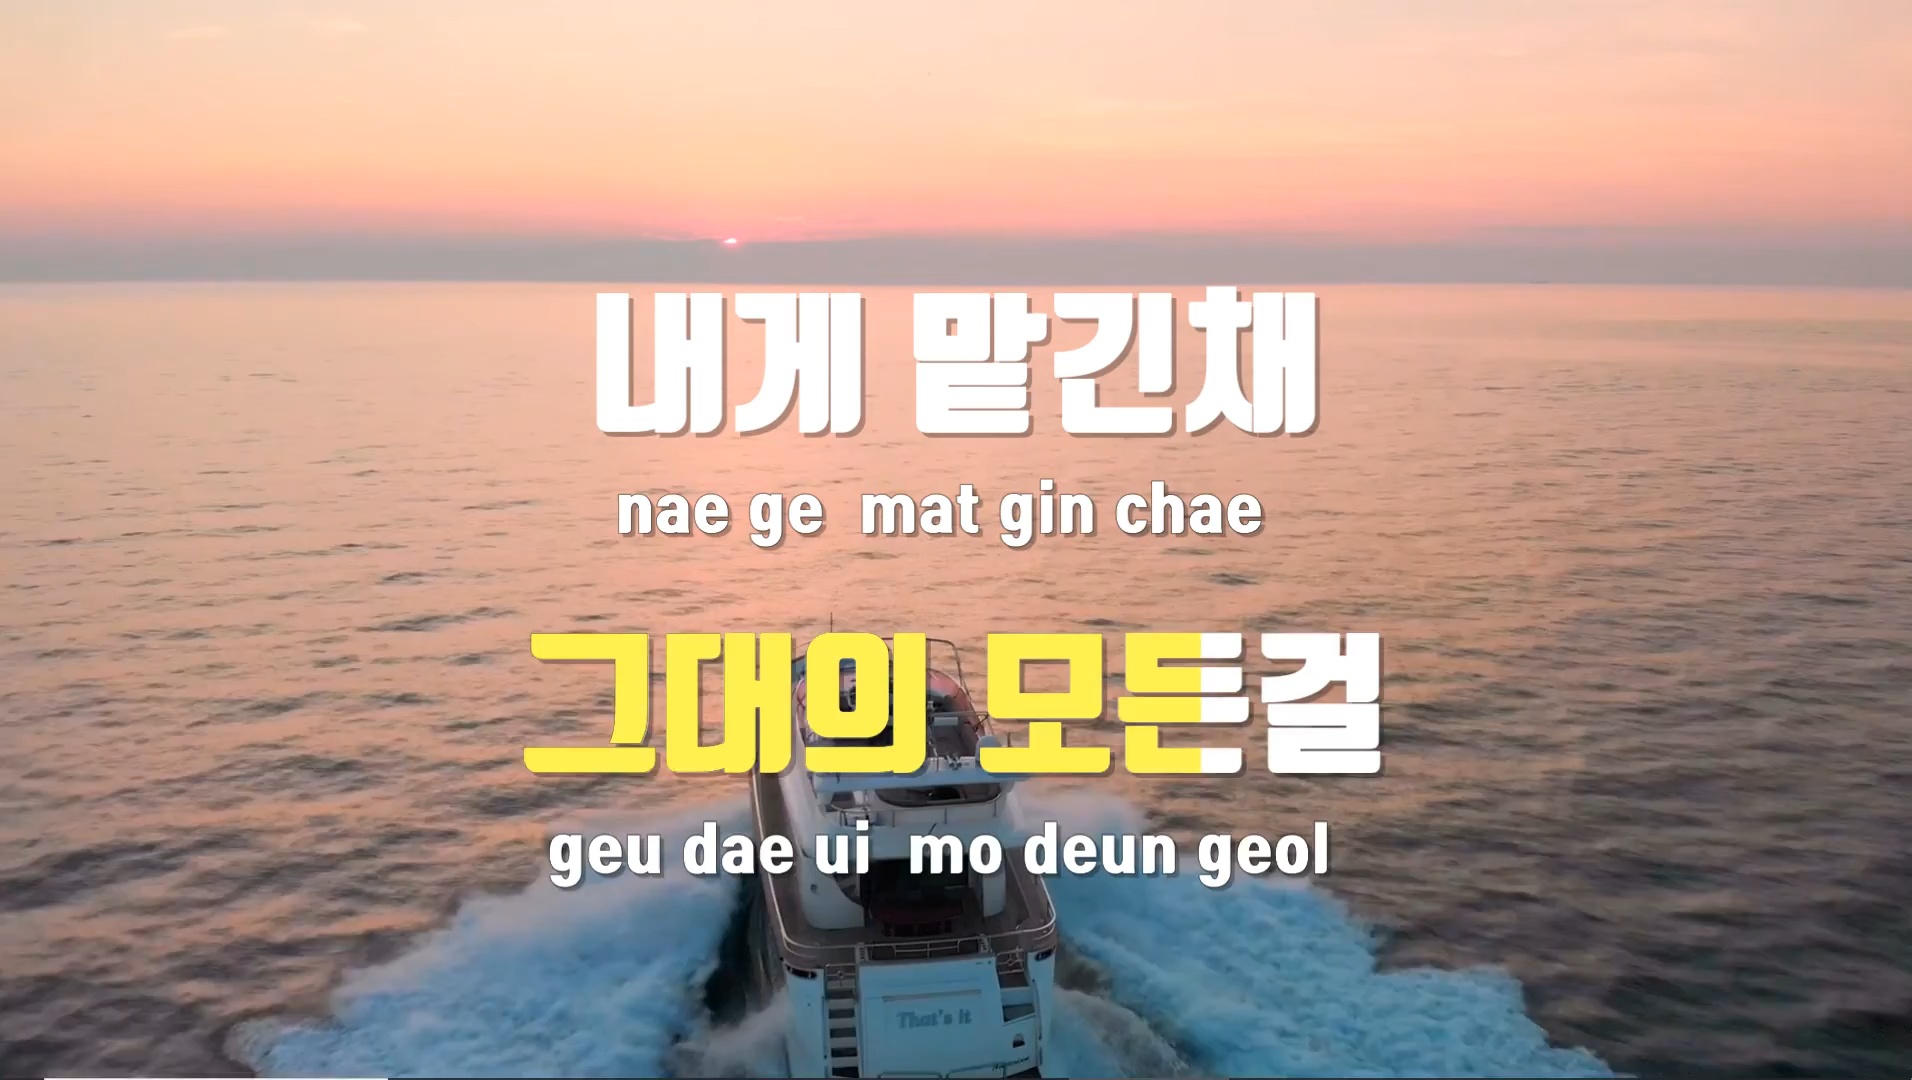 내게 맡긴채
nae ge mat gin chae
그대의 모든걸
geu dae ui mo deun geol
That's it